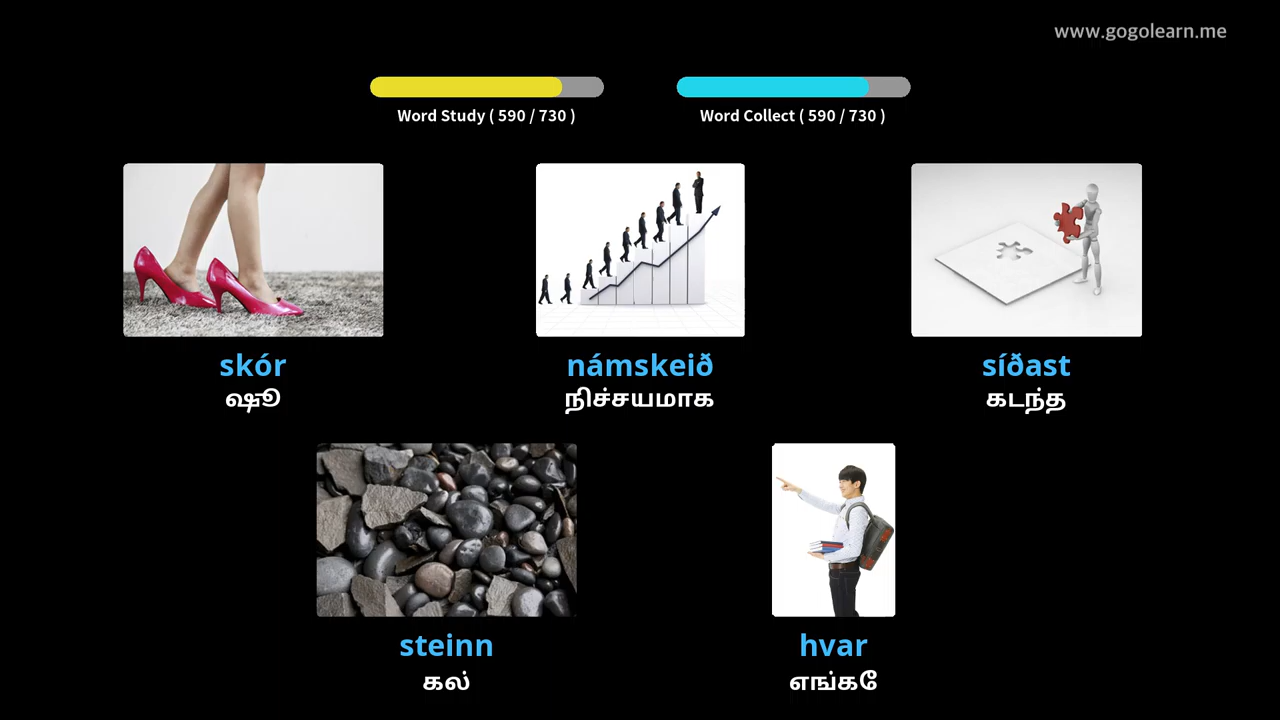 www.gogolearn.me
Word Study ( 590 / 730 )
Word Collect ( 590 / 730 )
skór
ஷூ
námskeið
நிச்சயமாக
síðast
கடந்த
steinn
கல்
hvar
எங்கே